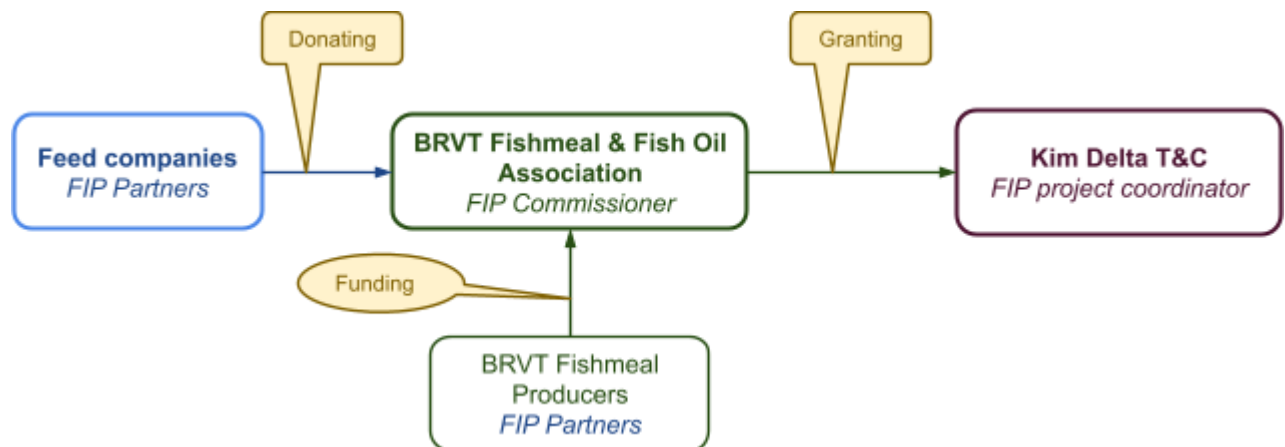 Donating
Granting
Feed companies
FIP Partners
BRVT Fishmeal & Fish Oil
Association
FIP Commissioner
Kim Delta T&C
FIP project coordinator
Funding
BRVT Fishmeal
Producers
FIP Partners